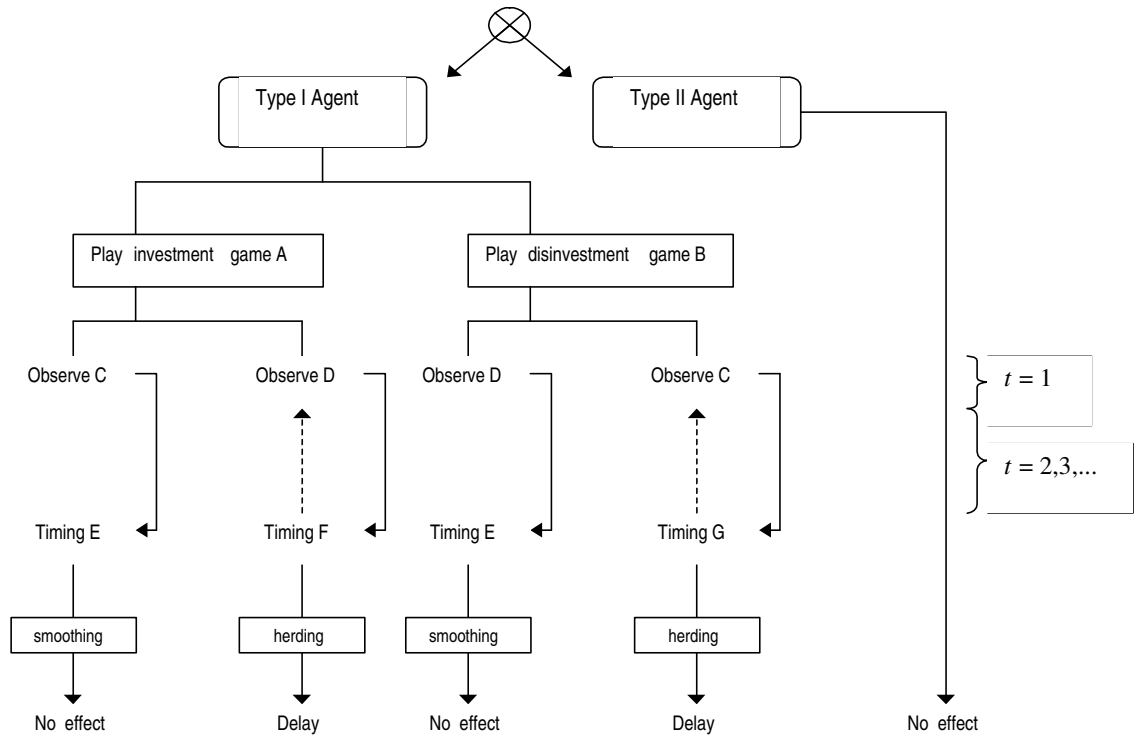 Type I Agent
Type II Agent
Play investment game A
Play disinvestment game B
Observe C
Observe D
Observe D
Observe C
t = 1
t = 2,3,...
Timing E
Timing F
Timing E
Timing G
smoothing
herding
smoothing
herding
No effect
Delay
No effect
Delay
No effect